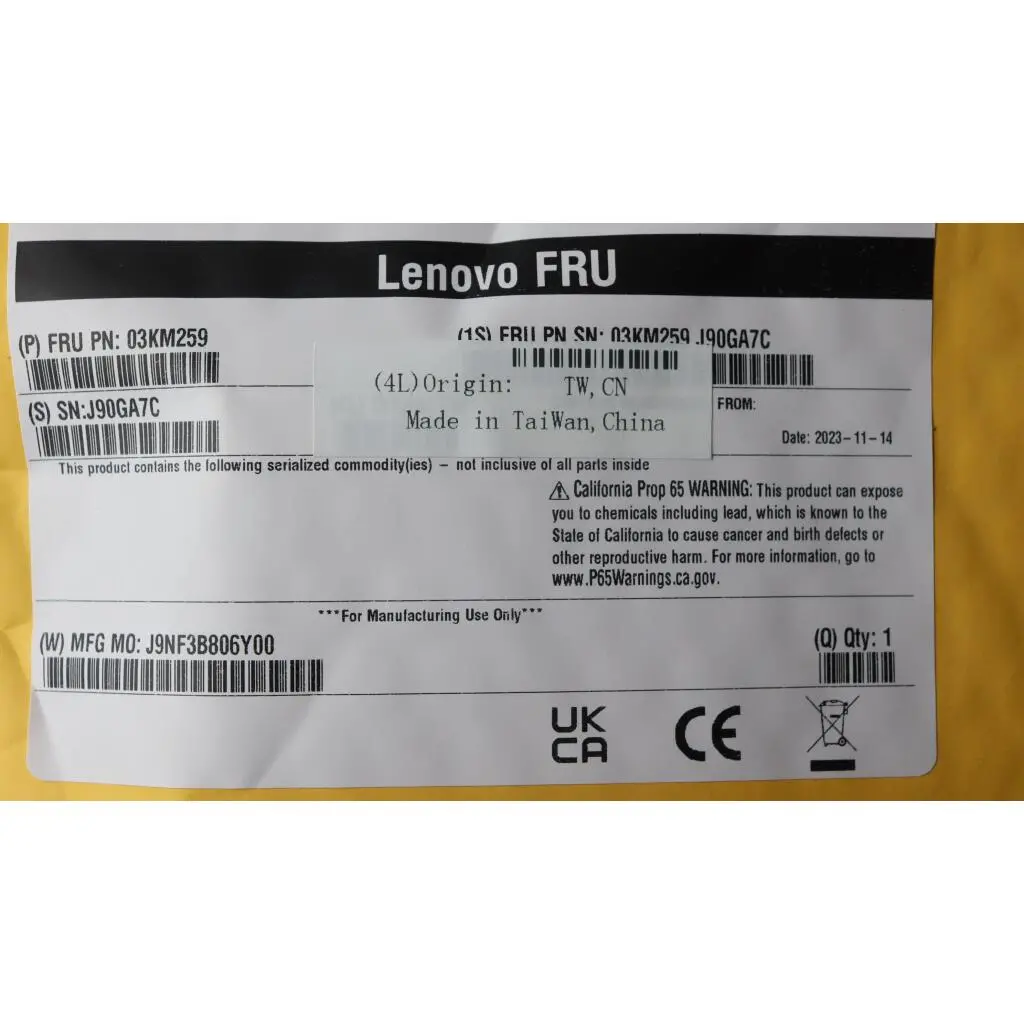 Lenovo FRU
(P) FRU PN: 03KM259
(1S) FRU PN SN: 03KM259 J90GA7C
(4L)Origin: TW,CN
Made in TaiWan,China
(S) SN:J90GA7C
FROM:
Date: 2023-11-14
This product contains the following serialized commodity(ies) – not inclusive of all parts inside
⚠ California Prop 65 WARNING: This product can expose
you to chemicals including lead, which is known to the
State of California to cause cancer and birth defects or
other reproductive harm. For more information, go to
www.P65Warnings.ca.gov.
***For Manufacturing Use Only***
(W) MFG MO: J9NF3B806Y00
(Q) Qty: 1
UK
CA
CE